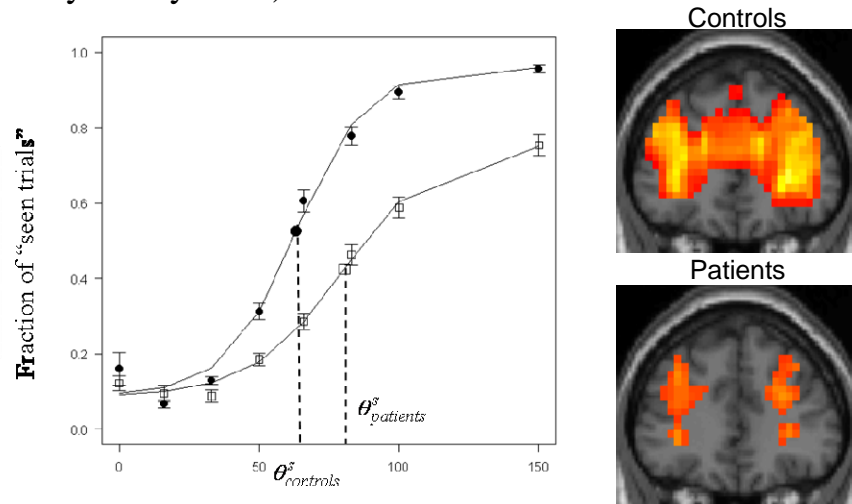 Controls
1.0
0.8
0.6
0.4
0.2
0.0
Fraction of “seen trials”
0
50
100
150
θˢcontrols
θˢpatients
Patients